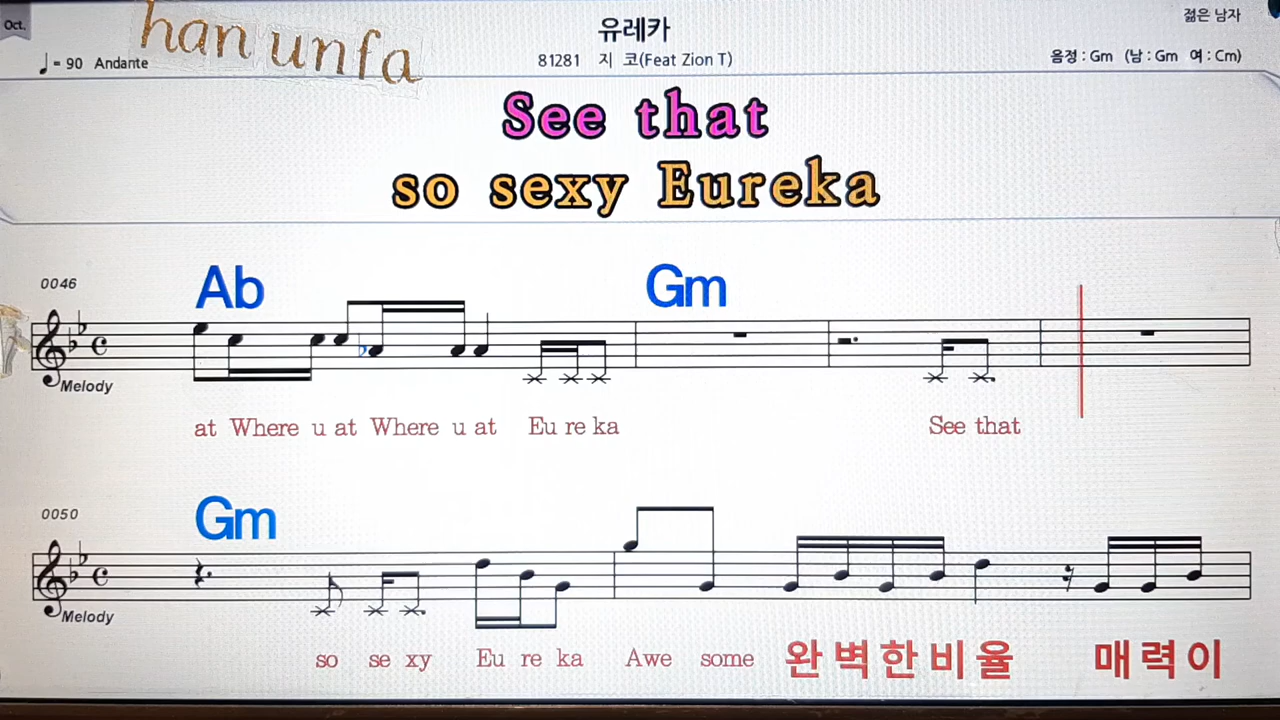 Oct.
han unfa
유레카
젊은 남자
♩= 90 Andante
81281 지 코(Feat Zion T)
음정 : Gm (남 : Gm 여 : Cm)
See that
so sexy Eureka
0046
Ab Gm
Melody
at Where u at Where u at Eu re ka See that
0050
Gm
Melody
so se xy Eu re ka Awe some 완 벽 한 비 율 매 력 이